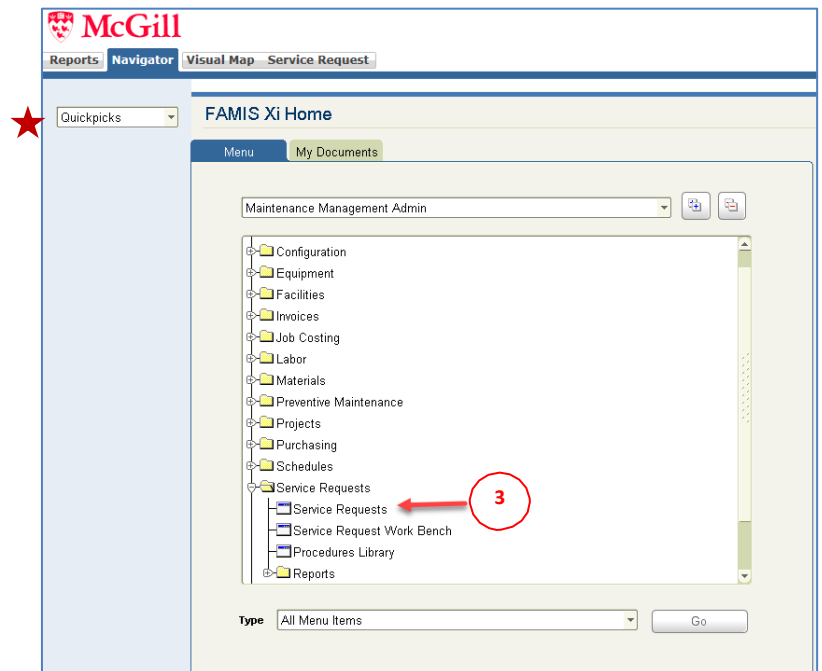 McGill
Reports Navigator Visual Map Service Request
Quickpicks
FAMIS Xi Home
Menu My Documents
Maintenance Management Admin
Configuration
Equipment
Facilities
Invoices
Job Costing
Labor
Materials
Preventive Maintenance
Projects
Purchasing
Schedules
Service Requests
Service Requests 3
Service Request Work Bench
Procedures Library
Reports
Type All Menu Items Go